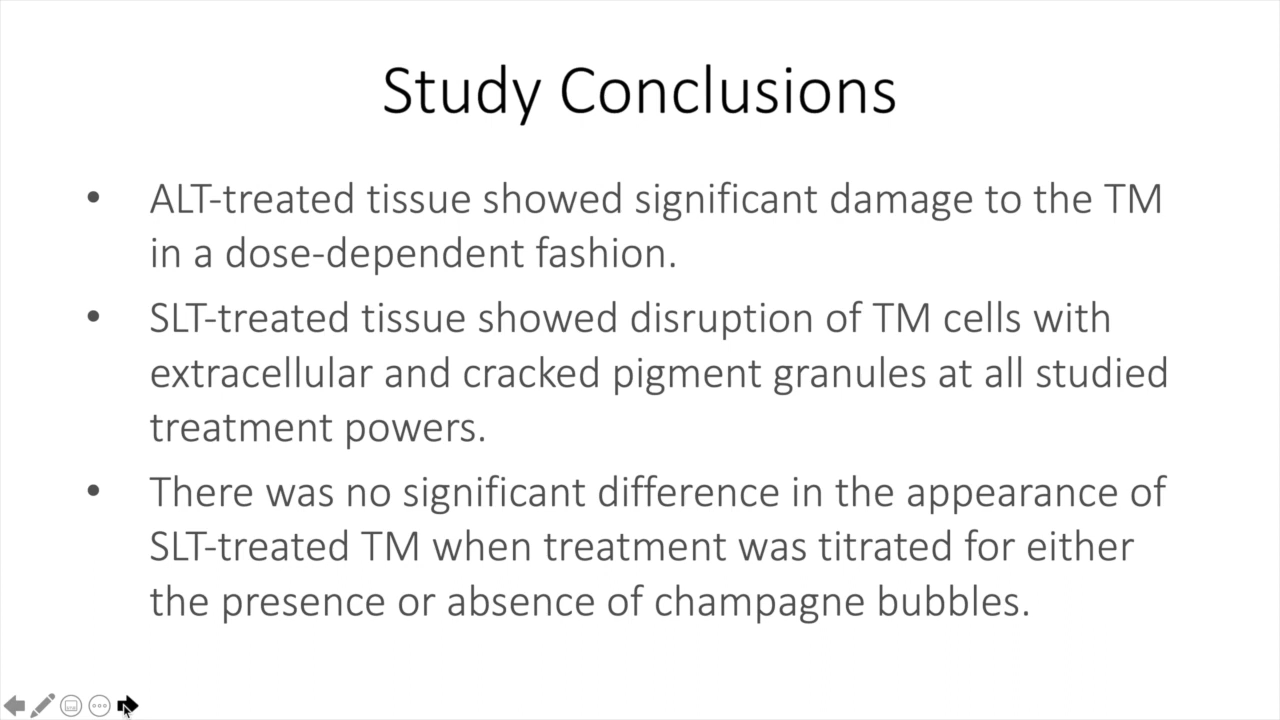 Study Conclusions
• ALT-treated tissue showed significant damage to the TM
in a dose-dependent fashion.
• SLT-treated tissue showed disruption of TM cells with
extracellular and cracked pigment granules at all studied
treatment powers.
• There was no significant difference in the appearance of
SLT-treated TM when treatment was titrated for either
the presence or absence of champagne bubbles.